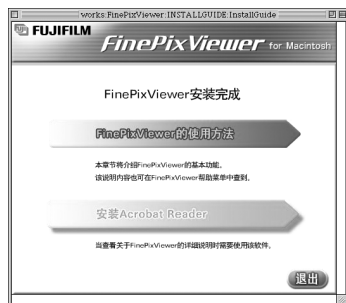 works:FinePixViewer:INSTALLGUIDE:InstallGuide
FUJIFILM
FinePixViewer for Macintosh
FinePixViewer安装完成
FinePixViewer的使用方法
本章节将介绍FinePixViewer的基本功能。
该说明内容也可在FinePixViewer帮助菜单中查到。
安装Acrobat Reader
当查看关于FinePixViewer的详细说明时需要使用该软件。
退出